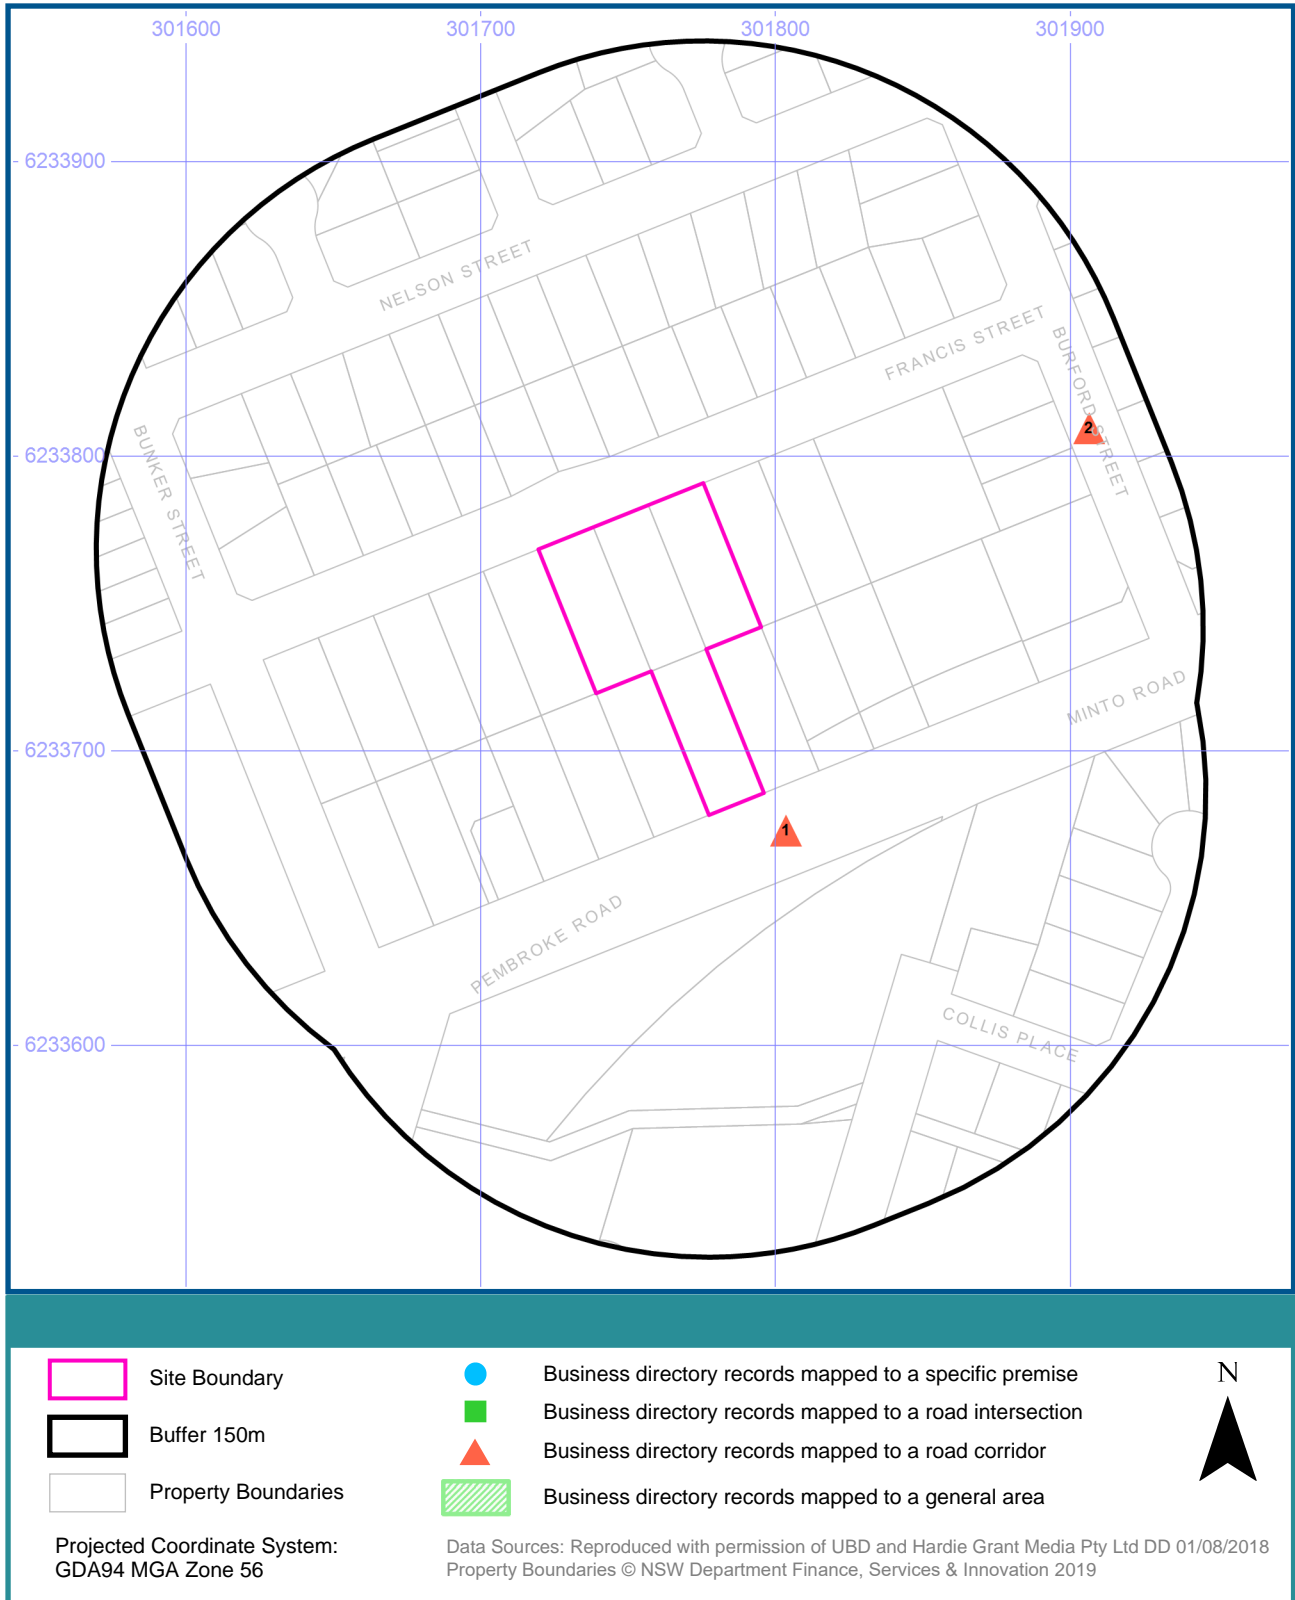 301600
301700
301800
301900
- 6233900
- 6233800
- 6233700
- 6233600
NELSON STREET
FRANCIS STREET
BURFORD STREET
BUNKER STREET
2
MINTO ROAD
1
PEMBROKE ROAD
COLLIS PLACE
Site Boundary
Buffer 150m
Property Boundaries
Business directory records mapped to a specific premise
Business directory records mapped to a road intersection
Business directory records mapped to a road corridor
Business directory records mapped to a general area
N
Projected Coordinate System:
GDA94 MGA Zone 56
Data Sources: Reproduced with permission of UBD and Hardie Grant Media Pty Ltd DD 01/08/2018
Property Boundaries © NSW Department Finance, Services & Innovation 2019